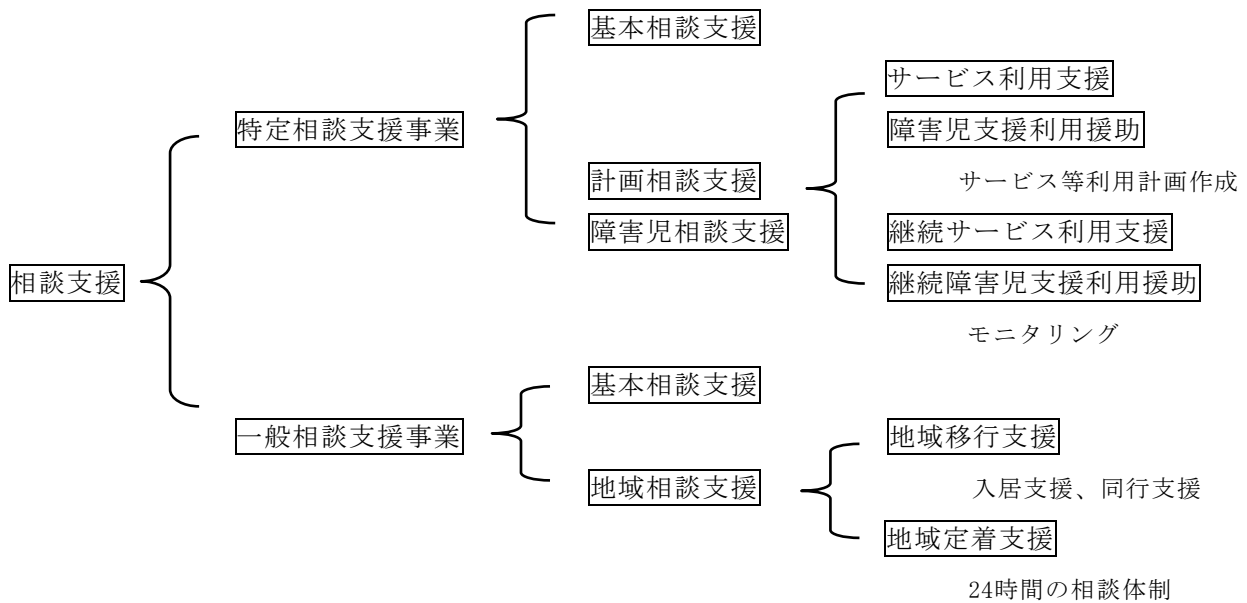 基本相談支援
サービス利用支援
特定相談支援事業
障害児支援利用援助
計画相談支援
サービス等利用計画作成
障害児相談支援
継続サービス利用支援
相談支援
継続障害児支援利用援助
モニタリング
基本相談支援
一般相談支援事業
地域移行支援
地域相談支援
入居支援、同行支援
地域定着支援
24時間の相談体制